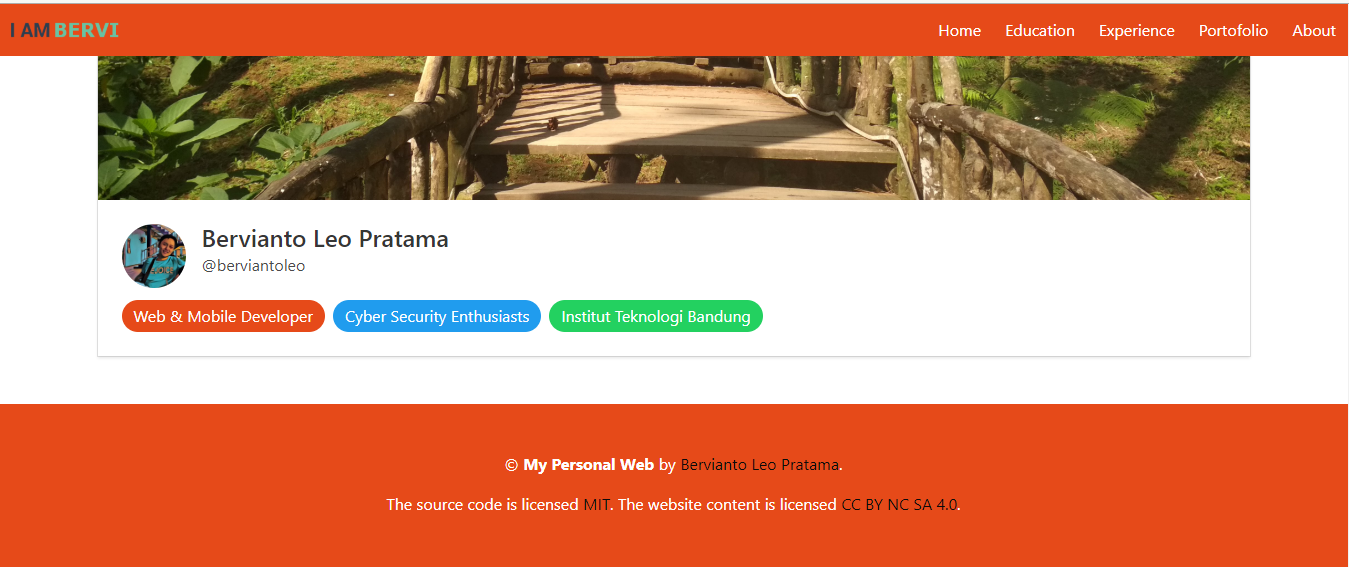 I AM BERVI
Home Education Experience Portofolio About
Bervianto Leo Pratama
@berviantoleo
Web & Mobile Developer Cyber Security Enthusiasts Institut Teknologi Bandung
© My Personal Web by Bervianto Leo Pratama.
The source code is licensed MIT. The website content is licensed CC BY NC SA 4.0.